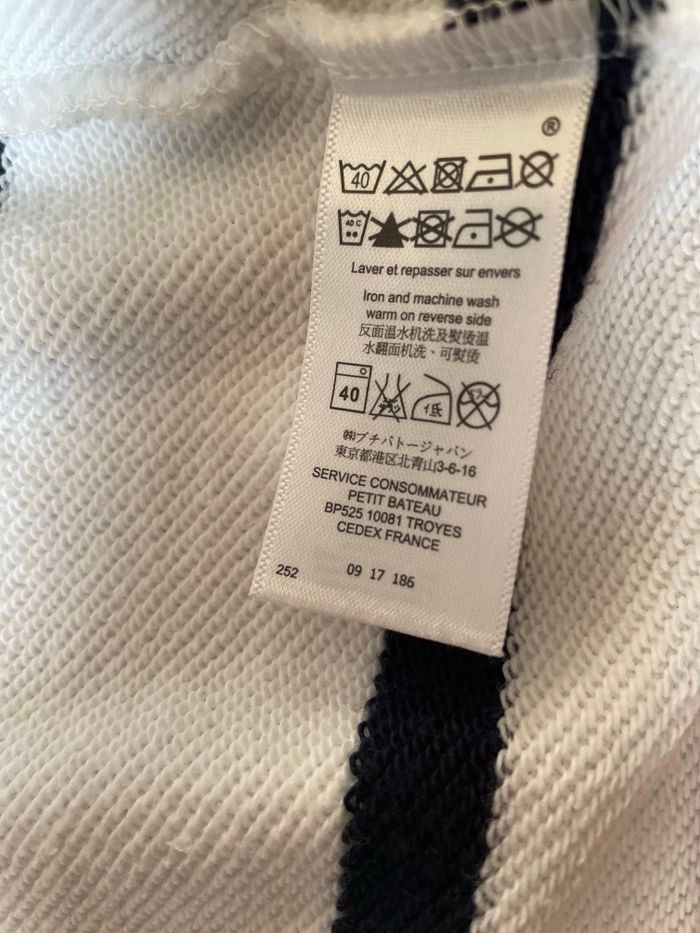 ®
40
40 C
Laver et repasser sur envers
Iron and machine wash
warm on reverse side
反面温水机洗及熨烫温
水翻面机洗、可熨烫
40
低
㈱プチバトージャパン
東京都港区北青山3-6-16
SERVICE CONSOMMATEUR
PETIT BATEAU
BP525 10081 TROYES
CEDEX FRANCE
252 09 17 186